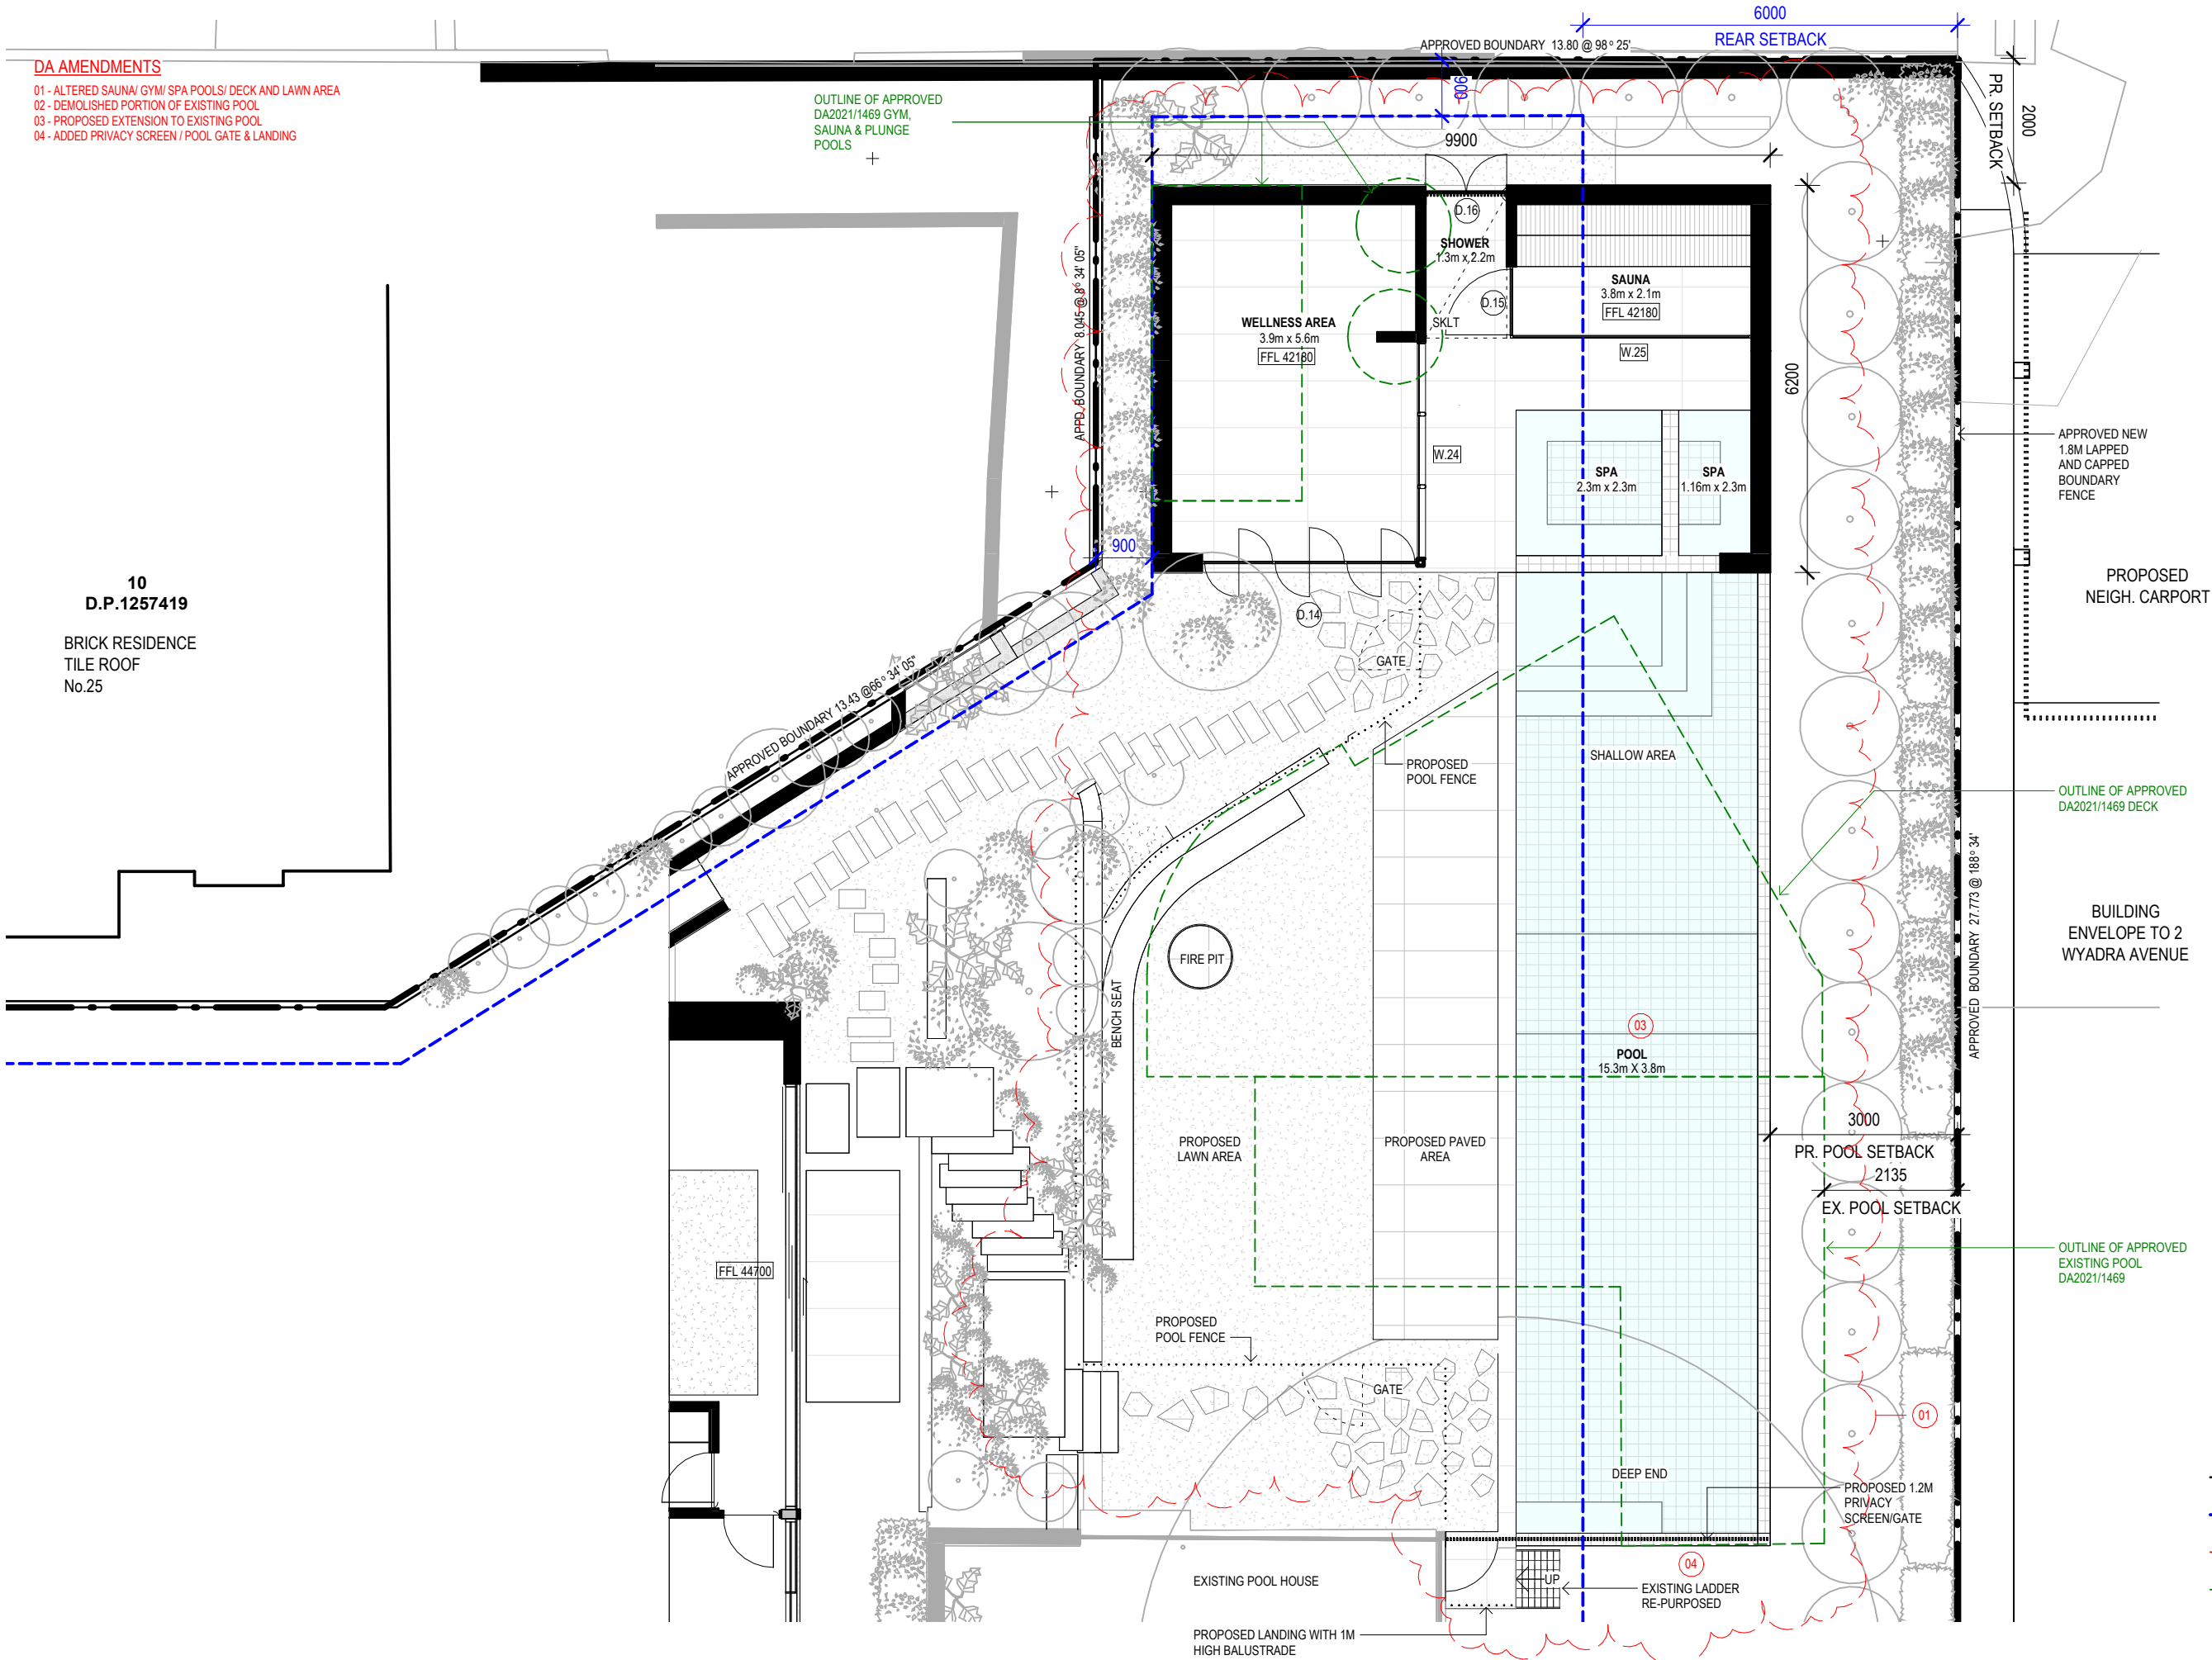 DA AMENDMENTS
01 - ALTERED SAUNA/ GYM/ SPA POOLS/ DECK AND LAWN AREA
02 - DEMOLISHED PORTION OF EXISTING POOL
03 - PROPOSED EXTENSION TO EXISTING POOL
04 - ADDED PRIVACY SCREEN / POOL GATE & LANDING
OUTLINE OF APPROVED
DA2021/1469 GYM,
SAUNA & PLUNGE
POOLS
APPROVED BOUNDARY 13.80 @ 98° 25'
6000
REAR SETBACK
PR. SETBACK
2000
900
9900
D.16
SHOWER
1.3m x 2.2m
SAUNA
3.8m x 2.1m
FFL 42180
D.15
SKLT
WELLNESS AREA
3.9m x 5.6m
FFL 42180
W.25
6200
APPD. BOUNDARY 8.045 @ 8° 34' 05"
W.24
SPA
2.3m x 2.3m
SPA
1.16m x 2.3m
APPROVED NEW
1.8M LAPPED
AND CAPPED
BOUNDARY
FENCE
900
10
D.P.1257419
BRICK RESIDENCE
TILE ROOF
No.25
PROPOSED
NEIGH. CARPORT
D.14
GATE
APPROVED BOUNDARY 13.43 @66° 34' 05"
PROPOSED
POOL FENCE
SHALLOW AREA
OUTLINE OF APPROVED
DA2021/1469 DECK
APPROVED BOUNDARY 27.773 @ 188° 34'
BUILDING
ENVELOPE TO 2
WYADRA AVENUE
FIRE PIT
BENCH SEAT
03
POOL
15.3m X 3.8m
PROPOSED
LAWN AREA
PROPOSED PAVED
AREA
3000
PR. POOL SETBACK
2135
EX. POOL SETBACK
OUTLINE OF APPROVED
EXISTING POOL
DA2021/1469
FFL 44700
PROPOSED
POOL FENCE
GATE
01
DEEP END
PROPOSED 1.2M
PRIVACY
SCREEN/GATE
04
EXISTING POOL HOUSE
UP
EXISTING LADDER
RE-PURPOSED
PROPOSED LANDING WITH 1M
HIGH BALUSTRADE